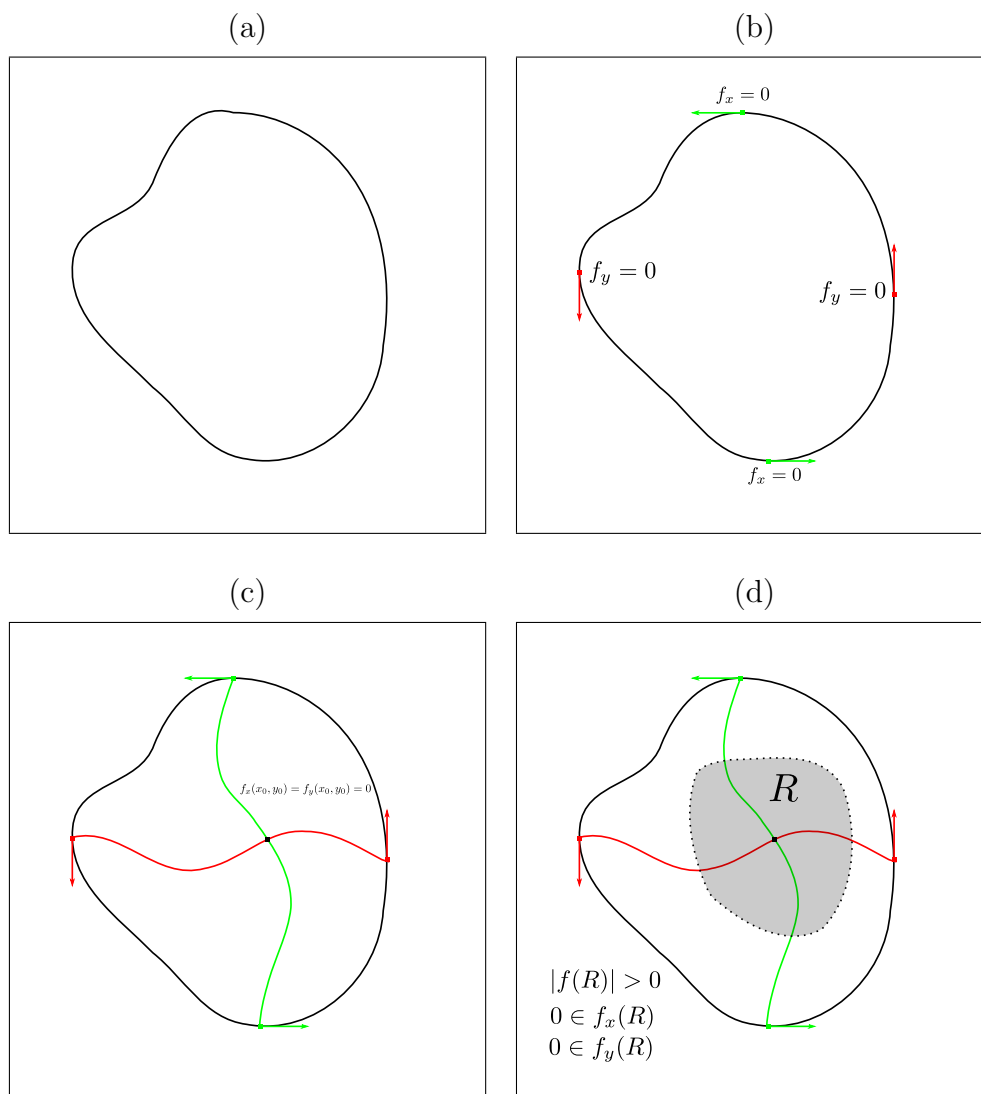 (a)
(b)
f_x = 0
f_y = 0
f_y = 0
f_x = 0
(c)
(d)
f_x(x_0, y_0) = f_y(x_0, y_0) = 0
R
|f(R)| > 0
0 ∈ f_x(R)
0 ∈ f_y(R)